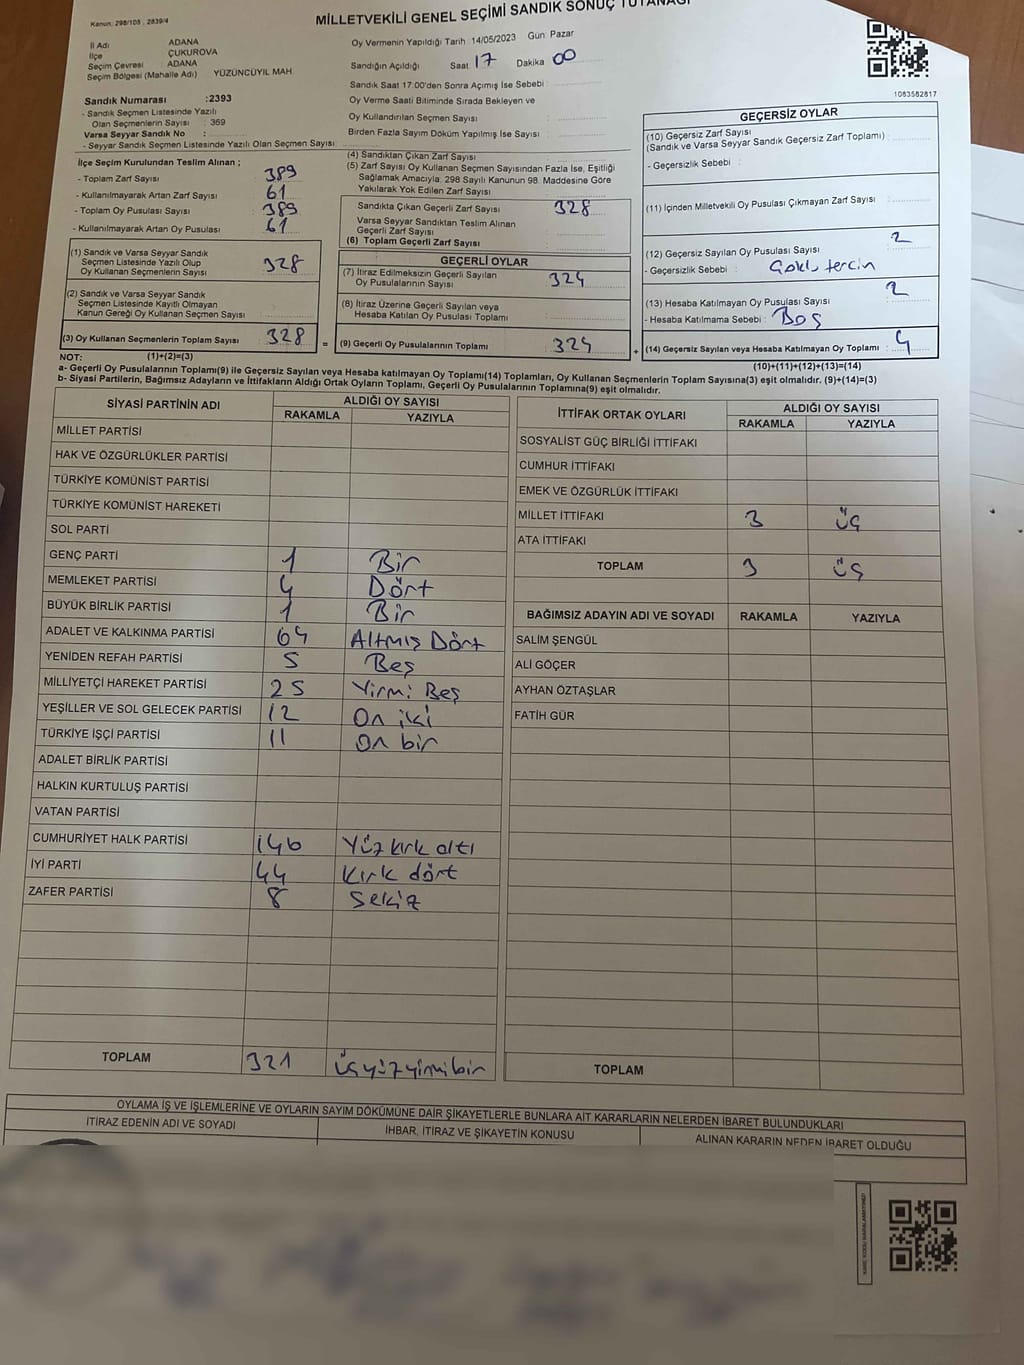 Kanun: 298/108 , 2839/4
MİLLETVEKİLİ GENEL SEÇİMİ SANDIK SONUÇ TUTANAĞI
İl Adı ADANA
İlçe ÇUKUROVA
Seçim Çevresi ADANA
Seçim Bölgesi (Mahalle Adı) YÜZÜNCÜYIL MAH
Sandık Numarası :2393
- Sandık Seçmen Listesinde Yazılı
Olan Seçmenlerin Sayısı : 369
Varsa Seyyar Sandık No :
- Seyyar Sandık Seçmen Listesinde Yazılı Olan Seçmen Sayısı :
İlçe Seçim Kurulundan Teslim Alınan ;
- Toplam Zarf Sayısı 389
- Kullanılmayarak Artan Zarf Sayısı 61
- Toplam Oy Pusulası Sayısı 389
- Kullanılmayarak Artan Oy Pusulası 61
(1) Sandık ve Varsa Seyyar Sandık
Seçmen Listesinde Yazılı Olup
Oy Kullanan Seçmenlerin Sayısı 328
(2) Sandık ve Varsa Seyyar Sandık
Seçmen Listesinde Kayıtlı Olmayan
Kanun Gereği Oy Kullanan Seçmen Sayısı :
(3) Oy Kullanan Seçmenlerin Toplam Sayısı : 328 =
Oy Vermenin Yapıldığı Tarih 14/05/2023 Gün Pazar
Sandığın Açıldığı Saat 17 Dakika 00
Sandık Saat 17:00'den Sonra Açılmış İse Sebebi :
Oy Verme Saati Bitiminde Sırada Bekleyen ve
Oy Kullandırılan Seçmen Sayısı :
Birden Fazla Sayım Döküm Yapılmış İse Sayısı :
(4) Sandıktan Çıkan Zarf Sayısı :
(5) Zarf Sayısı Oy Kullanan Seçmen Sayısından Fazla İse, Eşitliği
Sağlamak Amacıyla, 298 Sayılı Kanunun 98. Maddesine Göre
Yakılarak Yok Edilen Zarf Sayısı
Sandıkta Çıkan Geçerli Zarf Sayısı 328
Varsa Seyyar Sandıktan Teslim Alınan
Geçerli Zarf Sayısı
(6) Toplam Geçerli Zarf Sayısı
GEÇERLİ OYLAR
(7) İtiraz Edilmeksizin Geçerli Sayılan
Oy Pusulalarının Sayısı : 324
(8) İtiraz Üzerine Geçerli Sayılan veya
Hesaba Katılan Oy Pusulası Toplamı
(9) Geçerli Oy Pusulalarının Toplamı : 324 +
1083582817
GEÇERSİZ OYLAR
(10) Geçersiz Zarf Sayısı
(Sandık ve Varsa Seyyar Sandık Geçersiz Zarf Toplamı) :
- Geçersizlik Sebebi :
(11) İçinden Milletvekili Oy Pusulası Çıkmayan Zarf Sayısı :
(12) Geçersiz Sayılan Oy Pusulası Sayısı : 2
- Geçersizlik Sebebi : Çoklu tercin
(13) Hesaba Katılmayan Oy Pusulası Sayısı 2
- Hesaba Katılmama Sebebi : Boş
(14) Geçersiz Sayılan veya Hesaba Katılmayan Oy Toplamı : 4
NOT: (1)+(2)=(3) (10)+(11)+(12)+(13)=(14)
a- Geçerli Oy Pusulalarının Toplamı(9) ile Geçersiz Sayılan veya Hesaba Katılmayan Oy Toplamı(14) Toplamları, Oy Kullanan Seçmenlerin Toplam Sayısına(3) eşit olmalıdır. (9)+(14)=(3)
b- Siyasi Partilerin, Bağımsız Adayların ve İttifakların Aldığı Ortak Oyların Toplamı, Geçerli Oy Pusulalarının Toplamına(9) eşit olmalıdır.
SİYASİ PARTİNİN ADI ALDIĞI OY SAYISI
RAKAMLA YAZIYLA
MİLLET PARTİSİ
HAK VE ÖZGÜRLÜKLER PARTİSİ
TÜRKİYE KOMÜNİST PARTİSİ
TÜRKİYE KOMÜNİST HAREKETİ
SOL PARTİ
GENÇ PARTİ 1 Bir
MEMLEKET PARTİSİ 4 Dört
BÜYÜK BİRLİK PARTİSİ 1 Bir
ADALET VE KALKINMA PARTİSİ 64 Altmış Dört
YENİDEN REFAH PARTİSİ 5 Beş
MİLLİYETÇİ HAREKET PARTİSİ 25 Yirmi Beş
YEŞİLLER VE SOL GELECEK PARTİSİ 12 On iki
TÜRKİYE İŞÇİ PARTİSİ 11 On bir
ADALET BİRLİK PARTİSİ
HALKIN KURTULUŞ PARTİSİ
VATAN PARTİSİ
CUMHURİYET HALK PARTİSİ 146 Yüz kırk altı
İYİ PARTİ 44 Kırk dört
ZAFER PARTİSİ 8 Sekiz
TOPLAM 321 Üçyüzyirmibir
İTTİFAK ORTAK OYLARI ALDIĞI OY SAYISI
RAKAMLA YAZIYLA
SOSYALİST GÜÇ BİRLİĞİ İTTİFAKI
CUMHUR İTTİFAKI
EMEK VE ÖZGÜRLÜK İTTİFAKI
MİLLET İTTİFAKI 3 Üç
ATA İTTİFAKI
TOPLAM 3 Üç
BAĞIMSIZ ADAYIN ADI VE SOYADI RAKAMLA YAZIYLA
SALİM ŞENGÜL
ALİ GÖÇER
AYHAN ÖZTAŞLAR
FATİH GÜR
TOPLAM
OYLAMA İŞ VE İŞLEMLERİNE VE OYLARIN SAYIM DÖKÜMÜNE DAİR ŞİKAYETLERLE BUNLARA AİT KARARLARIN NELERDEN İBARET BULUNDUKLARI
İTİRAZ EDENİN ADI VE SOYADI İHBAR, İTİRAZ VE ŞİKAYETİN KONUSU ALINAN KARARIN NEDEN İBARET OLDUĞU